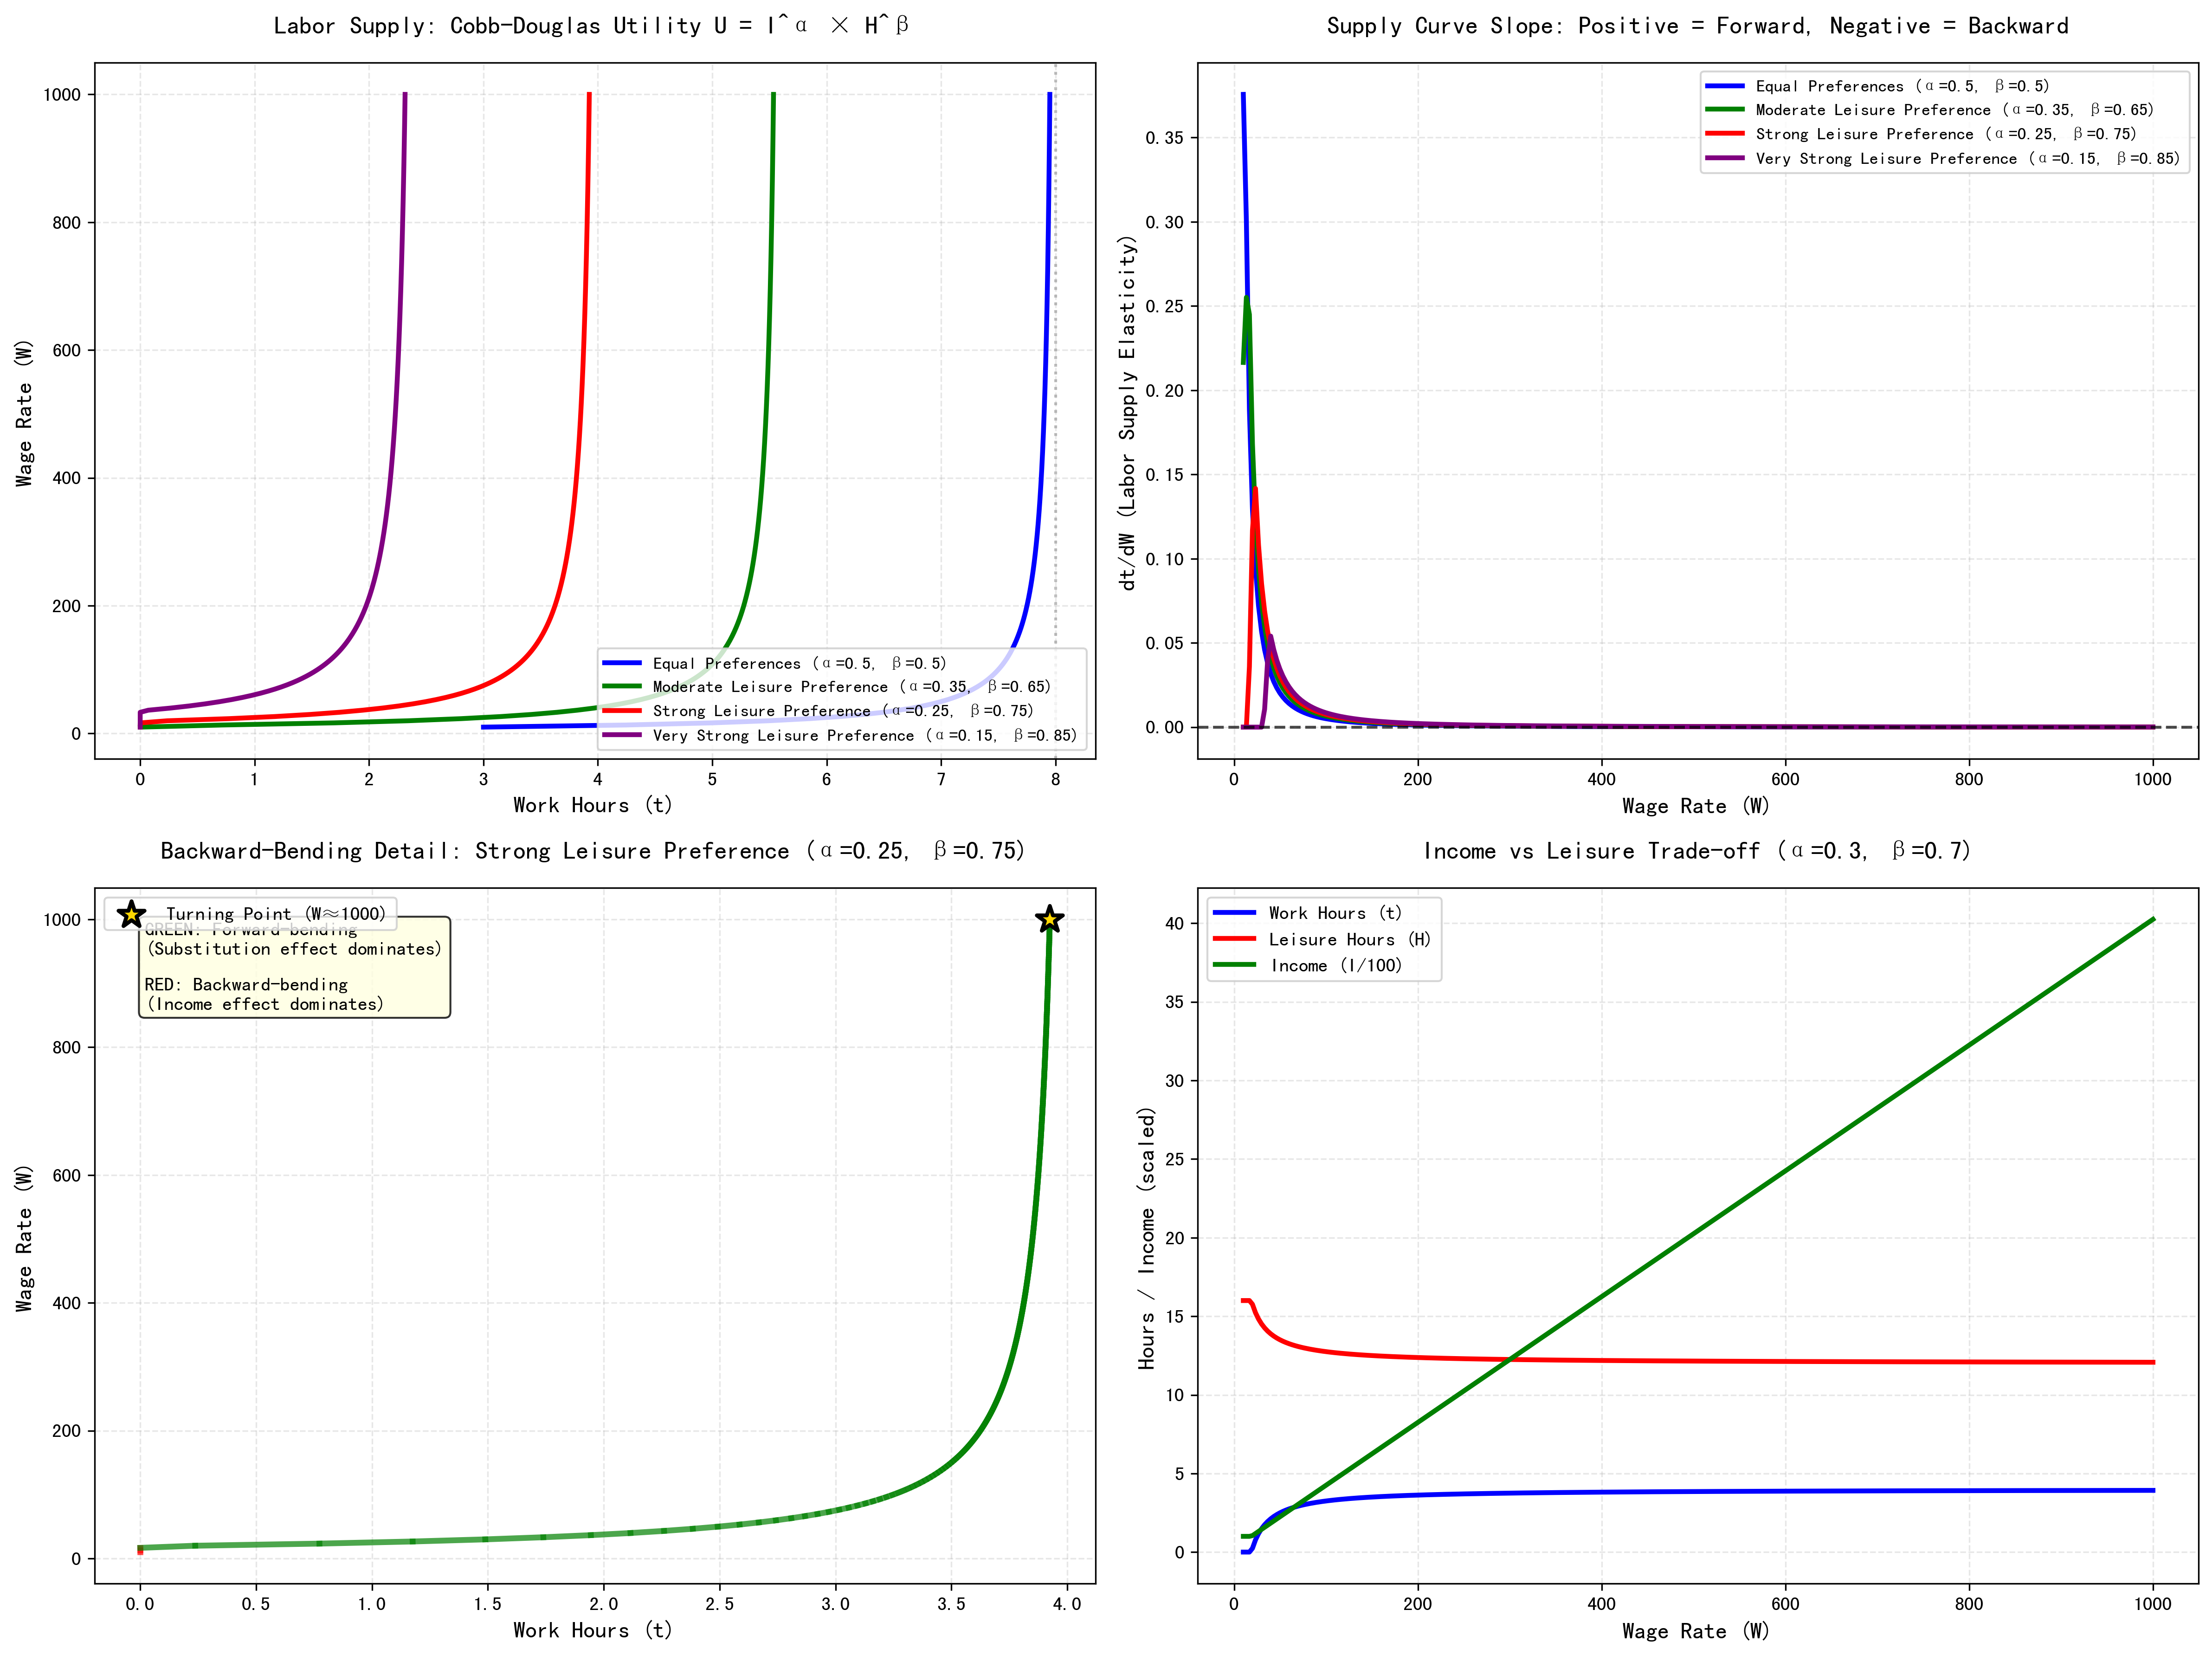 Labor Supply: Cobb-Douglas Utility U = I^α × H^β
Wage Rate (W)
1000
800
600
400
200
0
Equal Preferences (α=0.5, β=0.5)
Moderate Leisure Preference (α=0.35, β=0.65)
Strong Leisure Preference (α=0.25, β=0.75)
Very Strong Leisure Preference (α=0.15, β=0.85)
0 1 2 3 4 5 6 7 8
Work Hours (t)
Supply Curve Slope: Positive = Forward, Negative = Backward
dt/dW (Labor Supply Elasticity)
0.35
0.30
0.25
0.20
0.15
0.10
0.05
0.00
Equal Preferences (α=0.5, β=0.5)
Moderate Leisure Preference (α=0.35, β=0.65)
Strong Leisure Preference (α=0.25, β=0.75)
Very Strong Leisure Preference (α=0.15, β=0.85)
0 200 400 600 800 1000
Wage Rate (W)
Backward-Bending Detail: Strong Leisure Preference (α=0.25, β=0.75)
Wage Rate (W)
1000
800
600
400
200
0
Turning Point (W≈1000)
GREEN: Forward-bending
(Substitution effect dominates)
RED: Backward-bending
(Income effect dominates)
0.0 0.5 1.0 1.5 2.0 2.5 3.0 3.5 4.0
Work Hours (t)
Income vs Leisure Trade-off (α=0.3, β=0.7)
Hours / Income (scaled)
40
35
30
25
20
15
10
5
0
Work Hours (t)
Leisure Hours (H)
Income (I/100)
0 200 400 600 800 1000
Wage Rate (W)